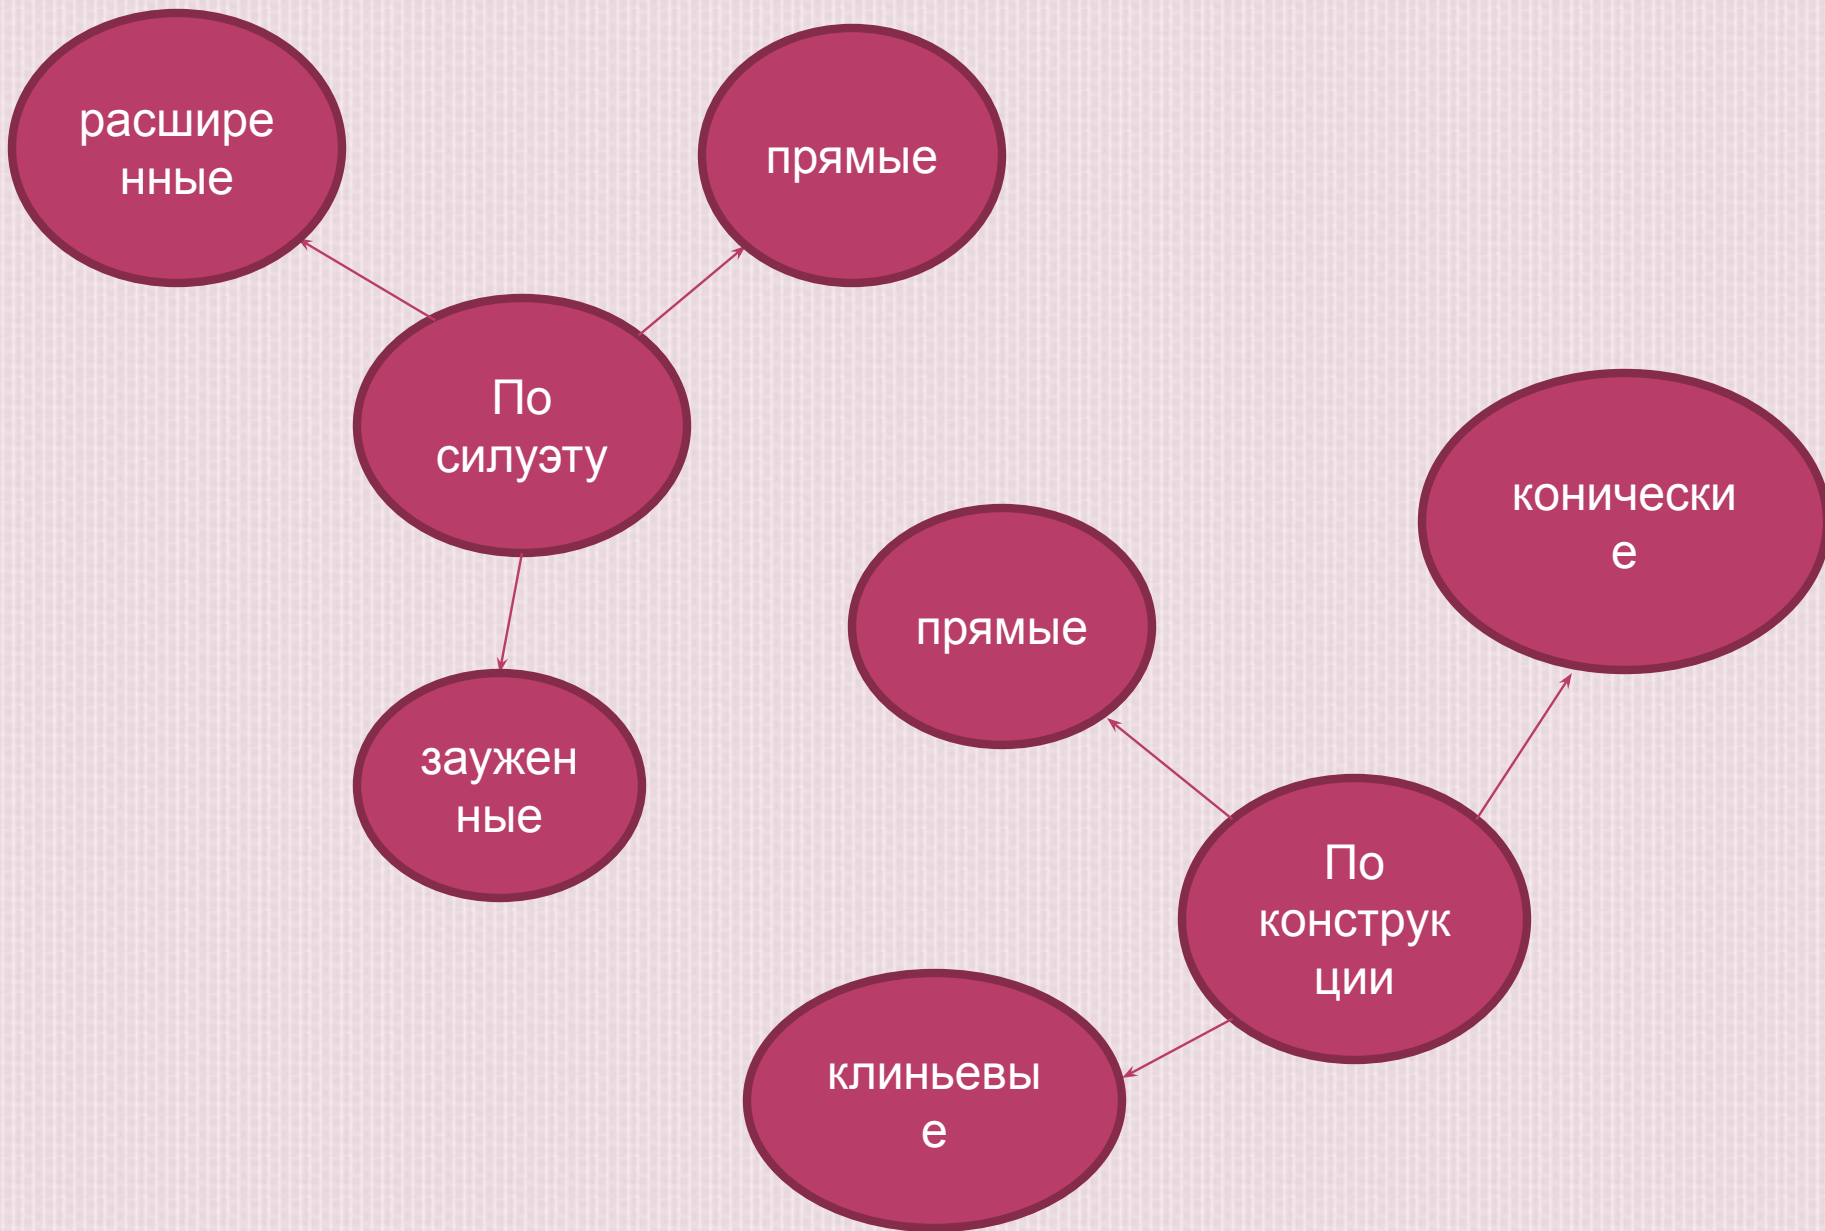 расшире
нные
прямые
По
силуэту
заужен
ные
прямые
конически
е
По
конструк
ции
клиньевы
е